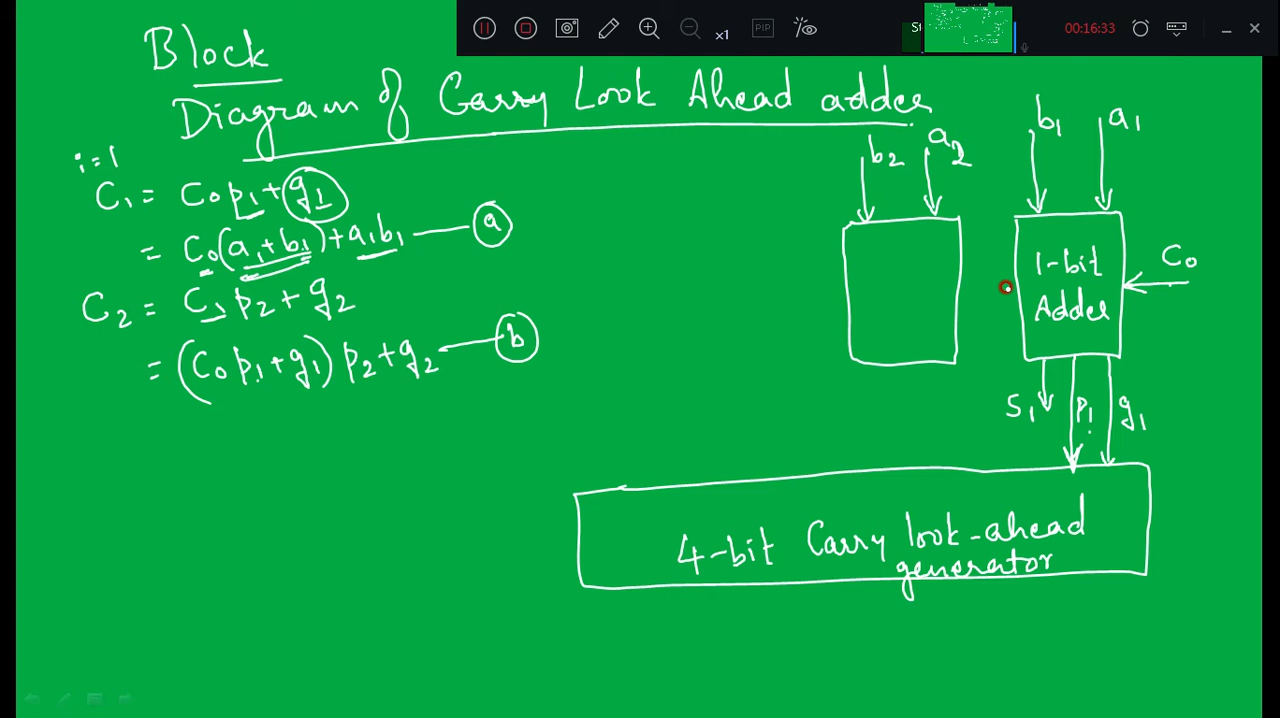 x1
PIP
St
00:16:33
Block
Diagram of Carry Look Ahead adder
i=1
C₁ = C₀p₁+g₁
= C₀(a₁+b₁)+a₁b₁ — a
C₂ = C₁p₂+g₂
= (C₀p₁+g₁)p₂+g₂ — b
b₂ a₂
b₁ a₁
1-bit
Adder
C₀
S₁ p₁ g₁
4-bit Carry look-ahead
generator